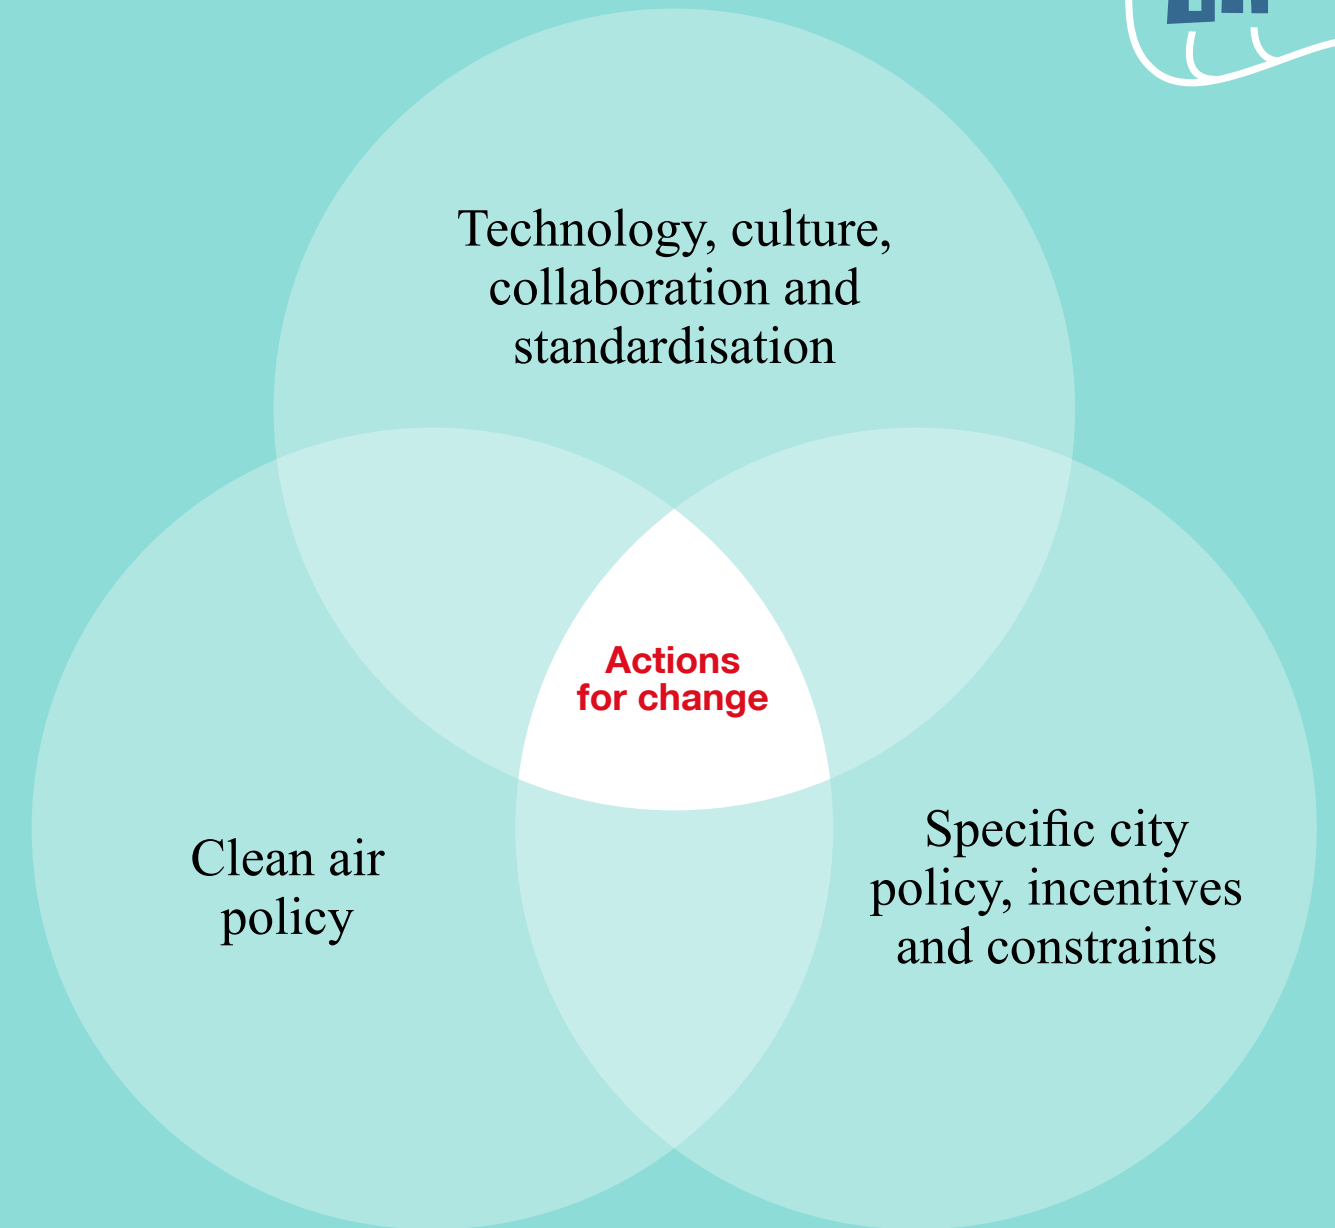 Technology, culture,
collaboration and
standardisation
Actions
for change
Clean air
policy
Specific city
policy, incentives
and constraints